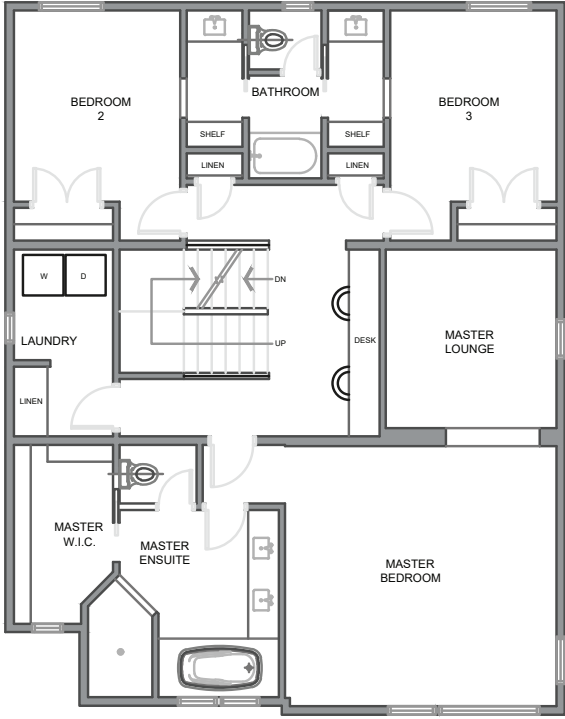 BEDROOM
2
BATHROOM
BEDROOM
3
SHELF
SHELF
LINEN
LINEN
W
D
DN
LAUNDRY
UP
DESK
MASTER
LOUNGE
LINEN
MASTER
W.I.C.
MASTER
ENSUITE
MASTER
BEDROOM